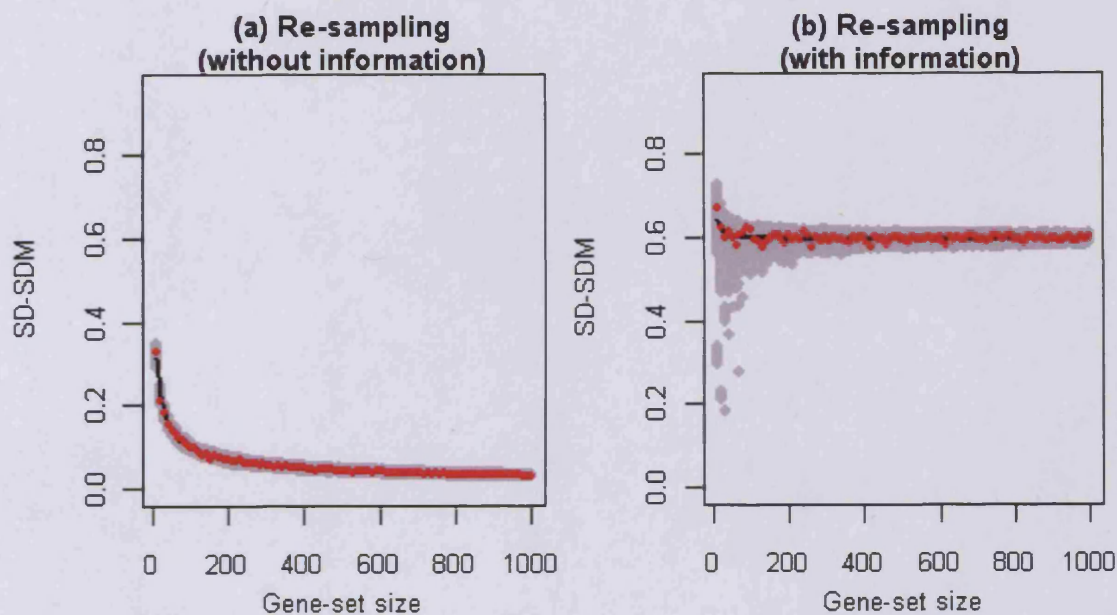 (a) Re-sampling
(without information)
SD-SDM
0.0 0.2 0.4 0.6 0.8
0 200 400 600 800 1000
Gene-set size
(b) Re-sampling
(with information)
SD-SDM
0.0 0.2 0.4 0.6 0.8
0 200 400 600 800 1000
Gene-set size